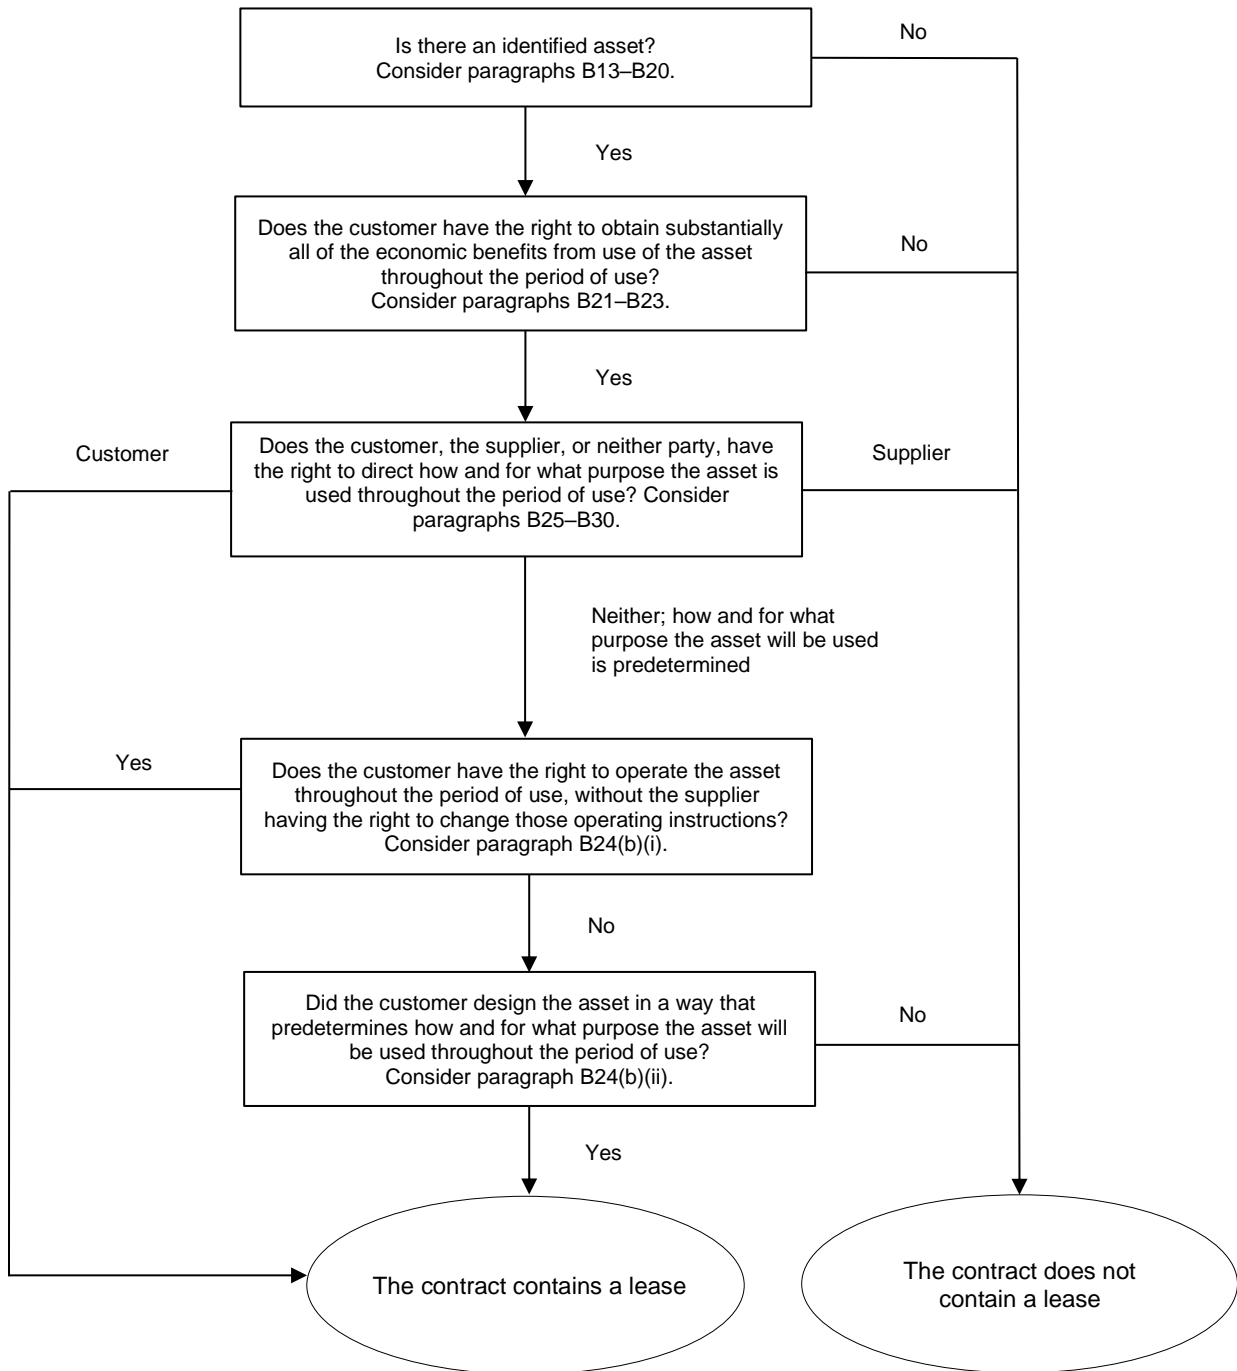 Is there an identified asset?
Consider paragraphs B13–B20.
No
Yes
Does the customer have the right to obtain substantially
all of the economic benefits from use of the asset
throughout the period of use?
Consider paragraphs B21–B23.
No
Yes
Customer
Does the customer, the supplier, or neither party, have
the right to direct how and for what purpose the asset is
used throughout the period of use? Consider
paragraphs B25–B30.
Supplier
Neither; how and for what
purpose the asset will be used
is predetermined
Yes
Does the customer have the right to operate the asset
throughout the period of use, without the supplier
having the right to change those operating instructions?
Consider paragraph B24(b)(i).
No
Did the customer design the asset in a way that
predetermines how and for what purpose the asset will
be used throughout the period of use?
Consider paragraph B24(b)(ii).
No
Yes
The contract contains a lease
The contract does not
contain a lease